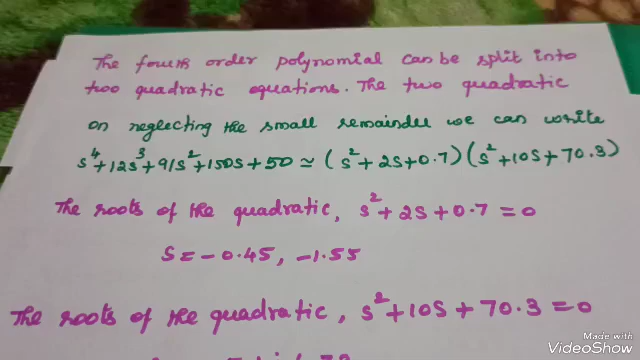 The fourth order polynomial can be split into
two quadratic equations. The two quadratic
on neglecting the small remainder we can write
s⁴+12s³+91s²+150s+50 ≃ (s²+2s+0.7)(s²+10s+70.3)
The roots of the quadratic, s²+2s+0.7=0
s=-0.45, -1.55
The roots of the quadratic, s²+10s+70.3=0
Made with
VideoShow